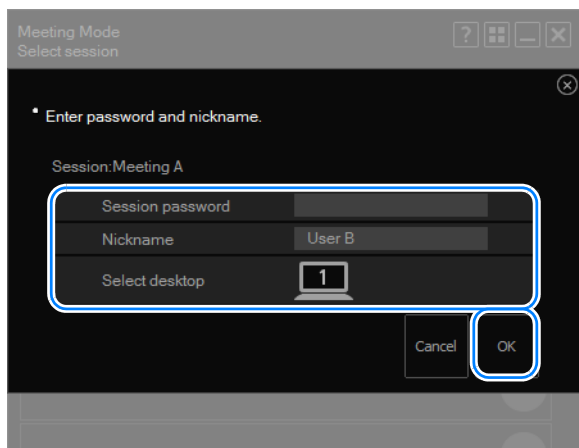 Meeting Mode
Select session
?
Enter password and nickname.
Session:Meeting A
Session password
Nickname User B
Select desktop 1
Cancel OK